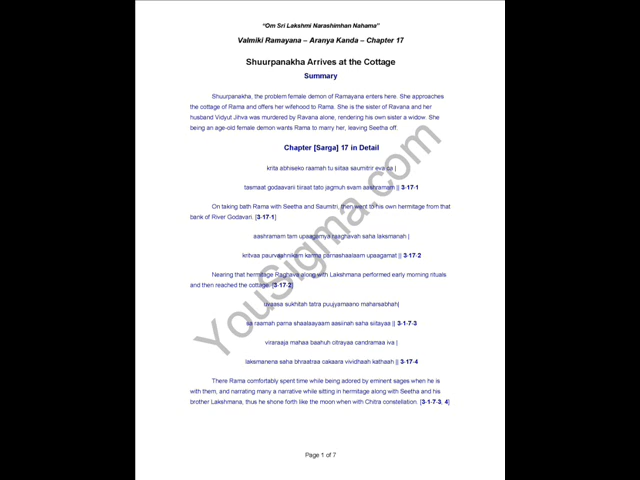 “Om Sri Lakshmi Narashimhan Nahama”
Valmiki Ramayana – Aranya Kanda – Chapter 17
Shuurpanakha Arrives at the Cottage
Summary
Shuurpanakha, the problem female demon of Ramayana enters here. She approaches
the cottage of Rama and offers her wifehood to Rama. She is the sister of Ravana and her
husband Vidyut Jihva was murdered by Ravana alone, rendering his own sister a widow. She
being an age-old female demon wants Rama to marry her, leaving Seetha off.
Chapter [Sarga] 17 in Detail
krita abhiseko raamah tu siitaa saumitrir eva ca |
tasmaat godaavarii tiiraat tato jagmuh svam aashramam || 3-17-1
On taking bath Rama with Seetha and Saumitri, then went to his own hermitage from that
bank of River Godavari. [3-17-1]
aashramam tam upaagamya raaghavah saha laksmanah |
kritvaa paurvaahnikam karma parnashaalaam upaagamat || 3-17-2
Nearing that hermitage Raghava along with Lakshmana performed early morning rituals
and then reached the cottage. [3-17-2]
uvaasa sukhitah tatra puujyamaano maharsabhah|
sa raamah parna shaalaayaam aasiinah saha siitayaa || 3-1-7-3
viraraaja mahaa baahuh citrayaa candramaa iva |
laksmanena saha bhraatraa cakaara vividhaah kathaah || 3-17-4
There Rama comfortably spent time while being adored by eminent sages when he is
with them, and narrating many a narrative while sitting in hermitage along with Seetha and his
brother Lakshmana, thus he shone forth like the moon when with Chitra constellation. [3-1-7-3, 4]
YouSigma.com
Page 1 of 7